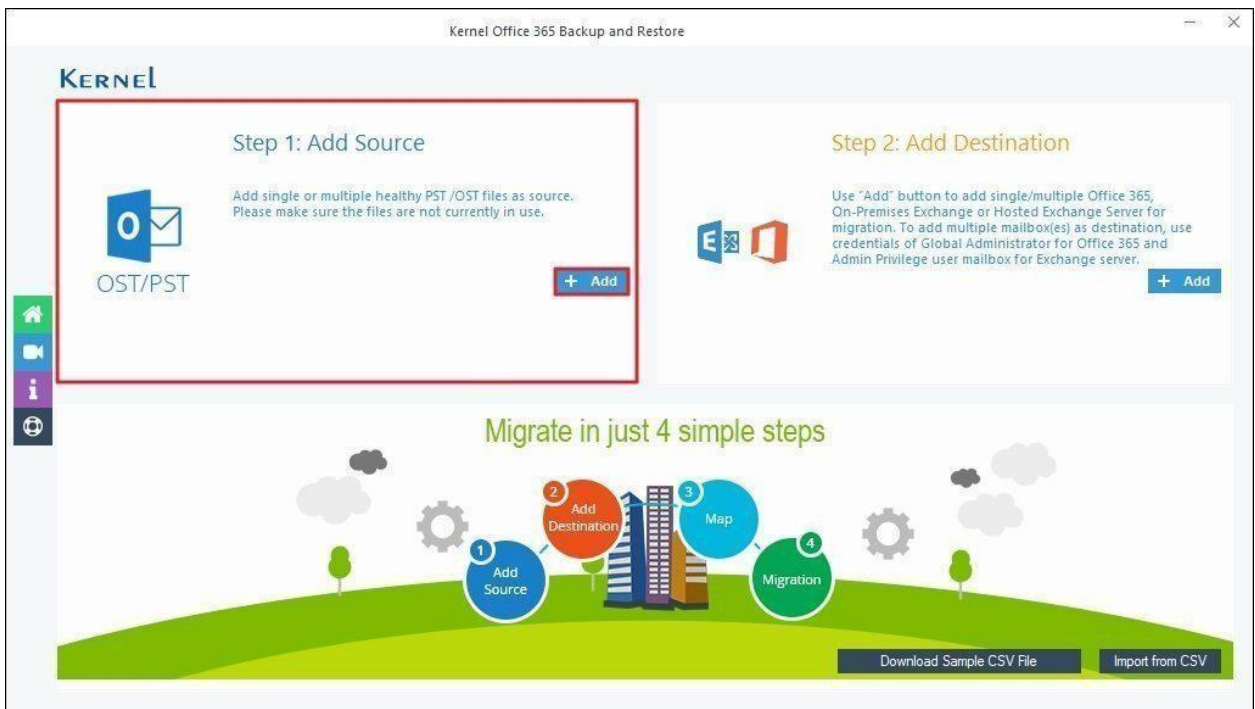 Kernel Office 365 Backup and Restore
KERNEL
Step 1: Add Source
Add single or multiple healthy PST /OST files as source.
Please make sure the files are not currently in use.
O
OST/PST
+ Add
Step 2: Add Destination
Use "Add" button to add single/multiple Office 365,
On-Premises Exchange or Hosted Exchange Server for
migration. To add multiple mailbox(es) as destination, use
credentials of Global Administrator for Office 365 and
Admin Privilege user mailbox for Exchange server.
E
+ Add
i
Migrate in just 4 simple steps
1
Add
Source
2
Add
Destination
3
Map
4
Migration
Download Sample CSV File
Import from CSV